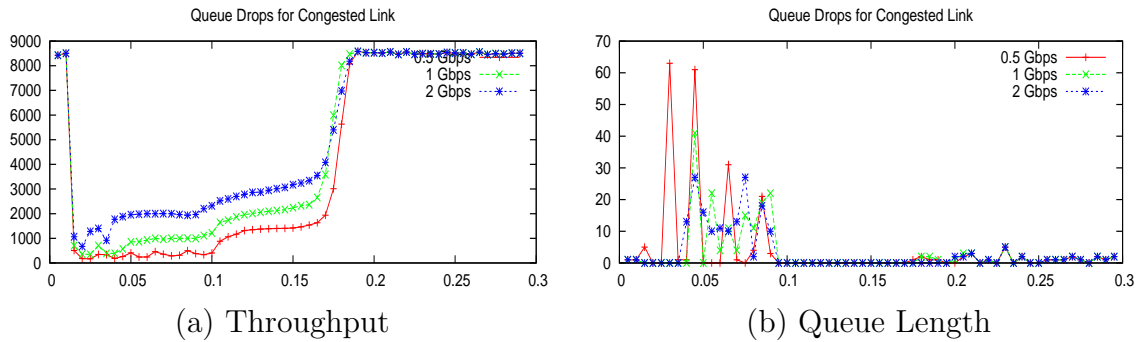 Queue Drops for Congested Link
9000
8000
7000
6000
5000
4000
3000
2000
1000
0
0 0.05 0.1 0.15 0.2 0.25 0.3
0.5 Gbps
1 Gbps
2 Gbps
(a) Throughput
Queue Drops for Congested Link
70
60
50
40
30
20
10
0
0 0.05 0.1 0.15 0.2 0.25 0.3
0.5 Gbps
1 Gbps
2 Gbps
(b) Queue Length